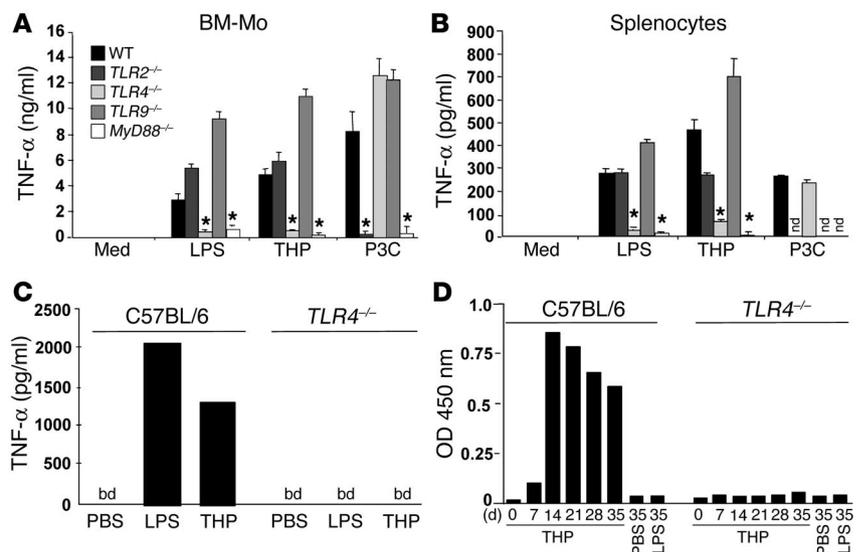 A
BM-Mo
TNF-α (ng/ml)
16
14
12
10
8
6
4
2
0
WT
TLR2⁻/⁻
TLR4⁻/⁻
TLR9⁻/⁻
MyD88⁻/⁻
* * * * * *
Med LPS THP P3C
B
Splenocytes
TNF-α (pg/ml)
900
800
700
600
500
400
300
200
100
0
* * * *
nd nd nd
Med LPS THP P3C
C
C57BL/6 TLR4⁻/⁻
TNF-α (pg/ml)
2500
2000
1500
1000
500
0
bd bd bd bd
PBS LPS THP PBS LPS THP
D
C57BL/6 TLR4⁻/⁻
OD 450 nm
1.0
0.75
0.5
0.25
0
(d) 0 7 14 21 28 35 35 35 0 7 14 21 28 35 35 35
THP PBS LPS THP PBS LPS